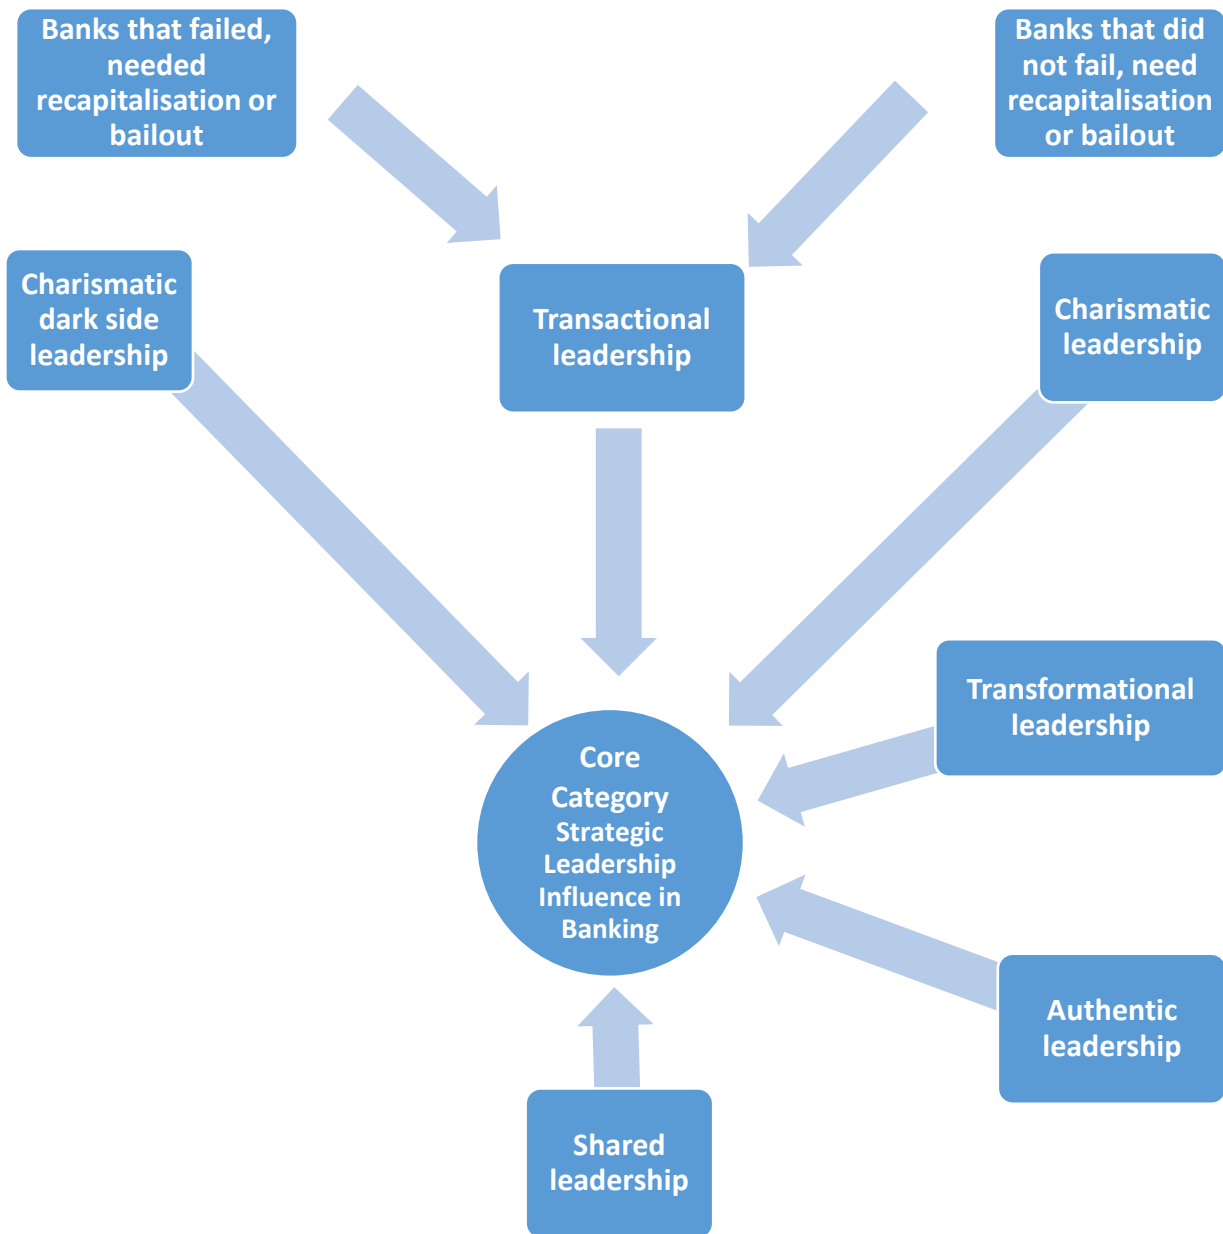 Banks that failed,
needed
recapitalisation or
bailout
Banks that did
not fail, need
recapitalisation
or bailout
Charismatic
dark side
leadership
Transactional
leadership
Charismatic
leadership
Transformational
leadership
Core
Category
Strategic
Leadership
Influence in
Banking
Authentic
leadership
Shared
leadership